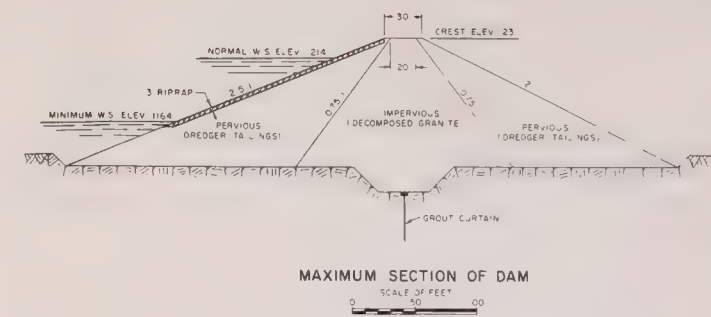 30
CREST ELEV 23
NORMAL W S ELEV 214
20
3 RIPRAP
2.5:1
MINIMUM W S ELEV 1164
PERVIOUS
(DREDGER TAILINGS)
0.75:1
IMPERVIOUS
(DECOMPOSED GRANITE
0.75
2
PERVIOUS
(DREDGER TAILINGS)
GROUT CURTAIN
MAXIMUM SECTION OF DAM
SCALE OF FEET
0 50 00